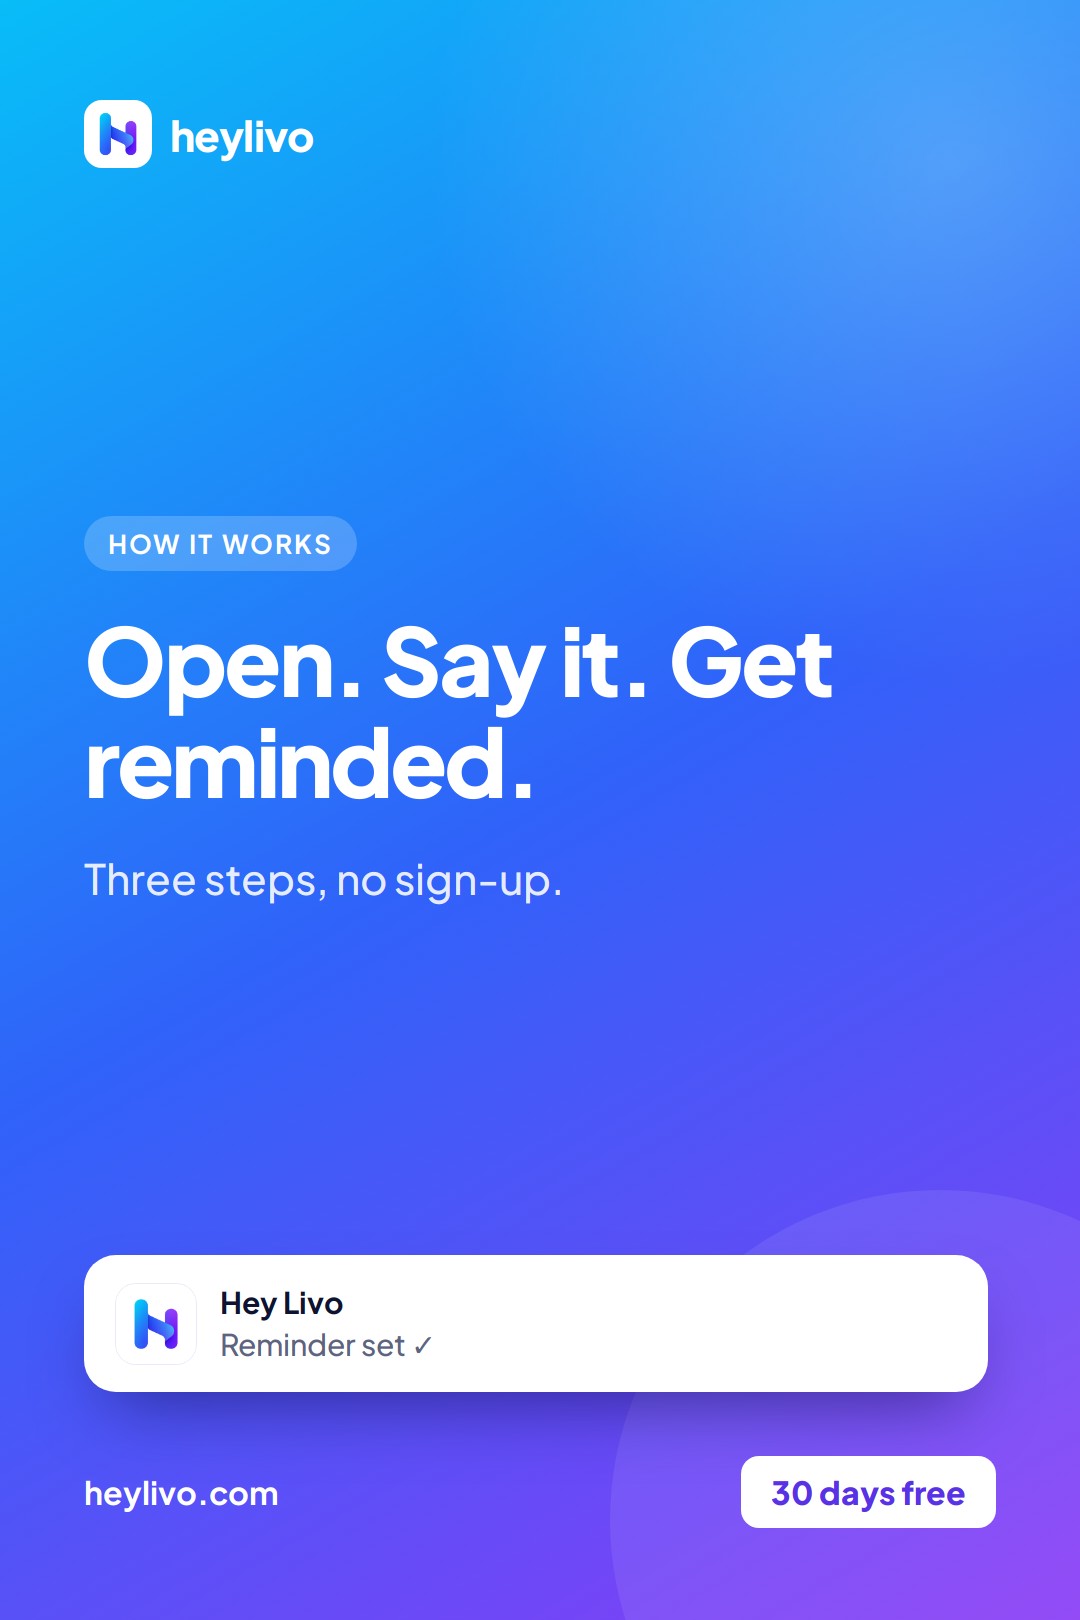 heylivo
HOW IT WORKS
Open. Say it. Get
reminded.
Three steps, no sign-up.
Hey Livo
Reminder set ✓
heylivo.com
30 days free